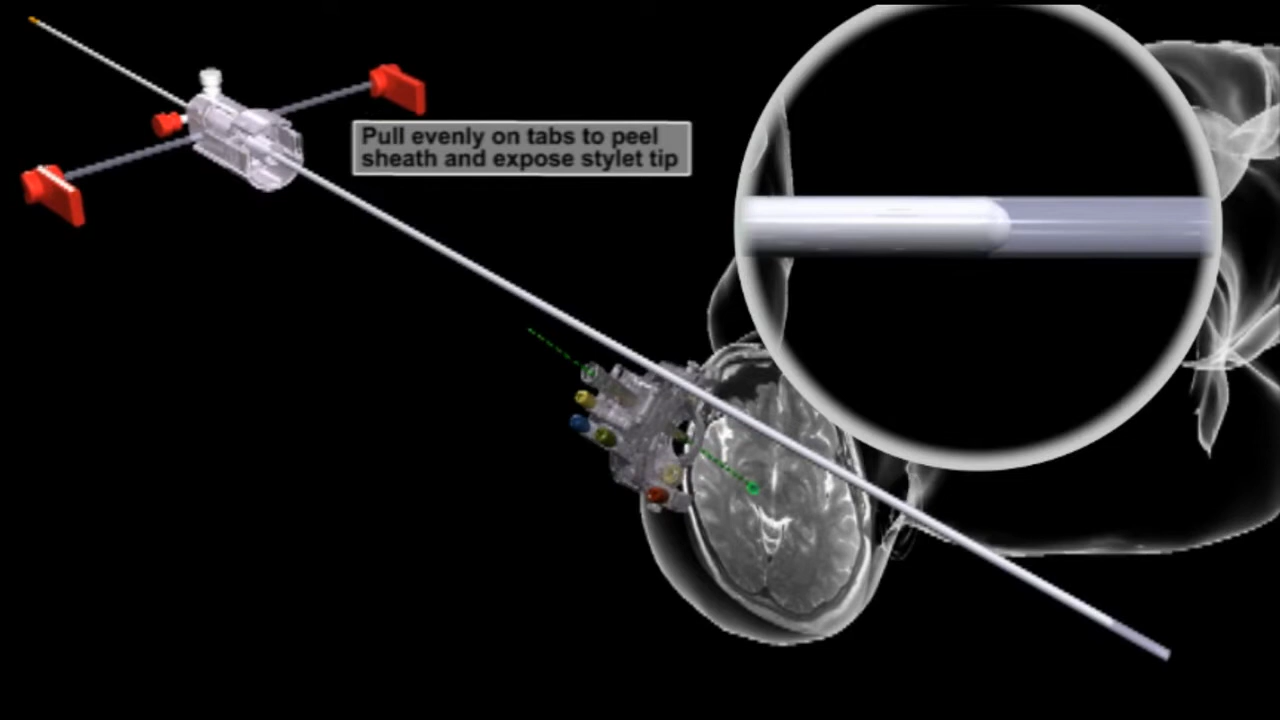 Pull evenly on tabs to peel
sheath and expose stylet tip